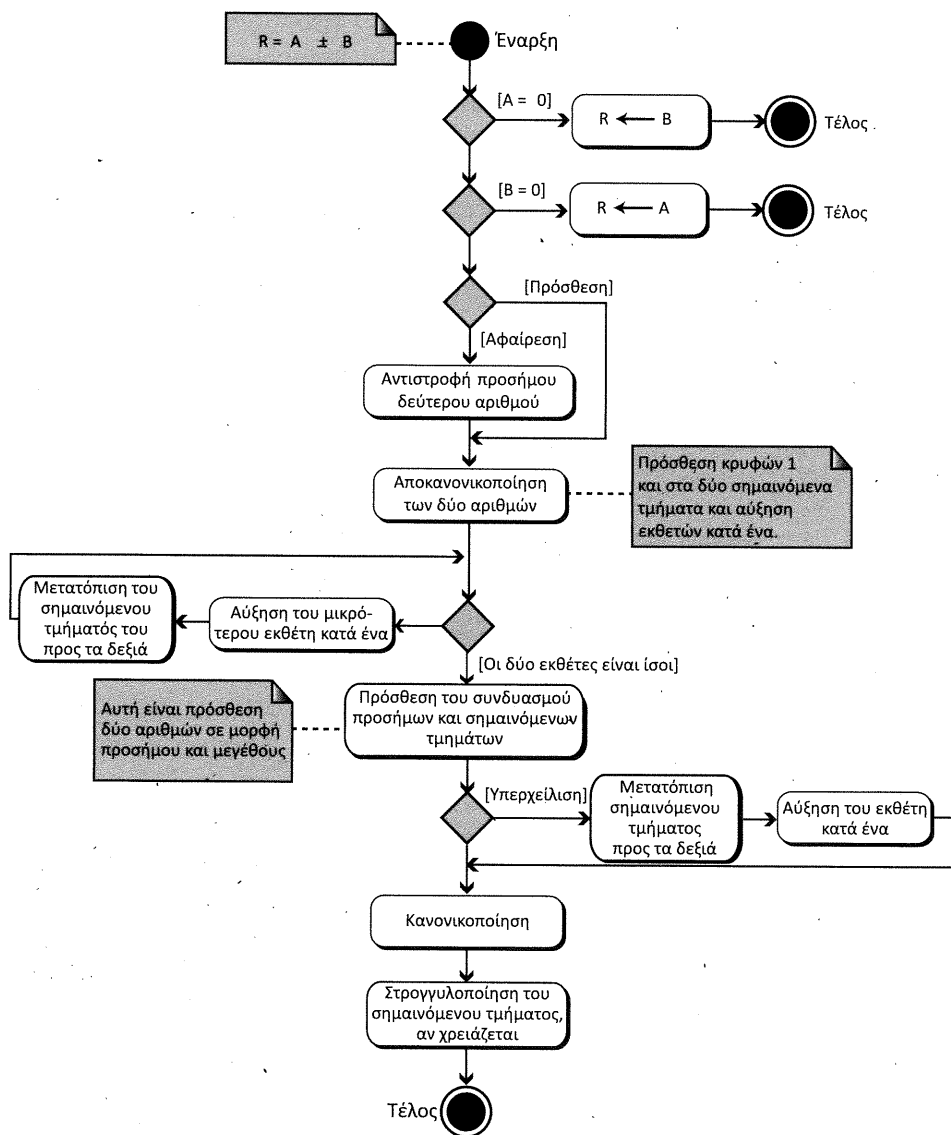 R = A ± B
Έναρξη
[A = 0]
R ← B
Τέλος
[B = 0]
R ← A
Τέλος
[Πρόσθεση]
[Αφαίρεση]
Αντιστροφή προσήμου
δεύτερου αριθμού
Αποκανονικοποίηση
των δύο αριθμών
Πρόσθεση κρυφών 1
και στα δύο σημαινόμενα
τμήματα και αύξηση
εκθετών κατά ένα.
Μετατόπιση του
σημαινόμενου
τμήματός του
προς τα δεξιά
Αύξηση του μικρό-
τερου εκθέτη κατά ένα
[Οι δύο εκθέτες είναι ίσοι]
Αυτή είναι πρόσθεση
δύο αριθμών σε μορφή
προσήμου και μεγέθους
Πρόσθεση του συνδυασμού
προσήμων και σημαινόμενων
τμημάτων
[Υπερχείλιση]
Μετατόπιση
σημαινόμενου
τμήματος
προς τα δεξιά
Αύξηση του εκθέτη
κατά ένα
Κανονικοποίηση
Στρογγυλοποίηση του
σημαινόμενου τμήματος,
αν χρειάζεται
Τέλος